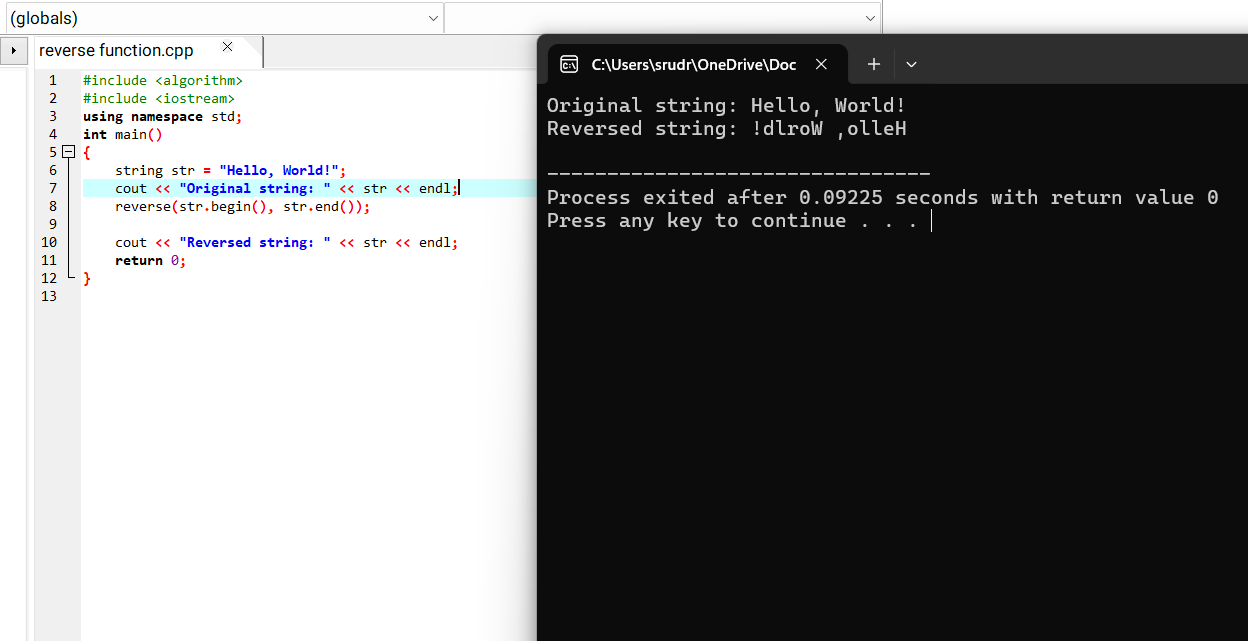 (globals)
reverse function.cpp
1 #include <algorithm>
2 #include <iostream>
3 using namespace std;
4 int main()
5 {
6     string str = "Hello, World!";
7     cout << "Original string: " << str << endl;
8     reverse(str.begin(), str.end());
9
10     cout << "Reversed string: " << str << endl;
11     return 0;
12 }
13
C:\Users\srudr\OneDrive\Doc
Original string: Hello, World!
Reversed string: !dlroW ,olleH
--------------------------------
Process exited after 0.09225 seconds with return value 0
Press any key to continue . . .